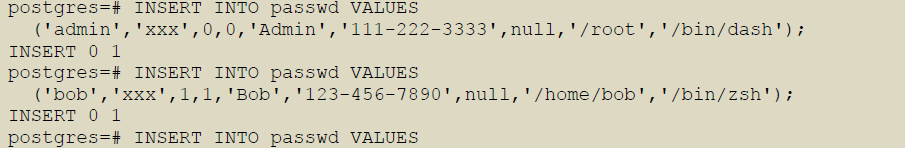 postgres=# INSERT INTO passwd VALUES
('admin','xxx',0,0,'Admin','111-222-3333',null,'/root','/bin/dash');
INSERT 0 1
postgres=# INSERT INTO passwd VALUES
('bob','xxx',1,1,'Bob','123-456-7890',null,'/home/bob','/bin/zsh');
INSERT 0 1
postgres=# INSERT INTO passwd VALUES